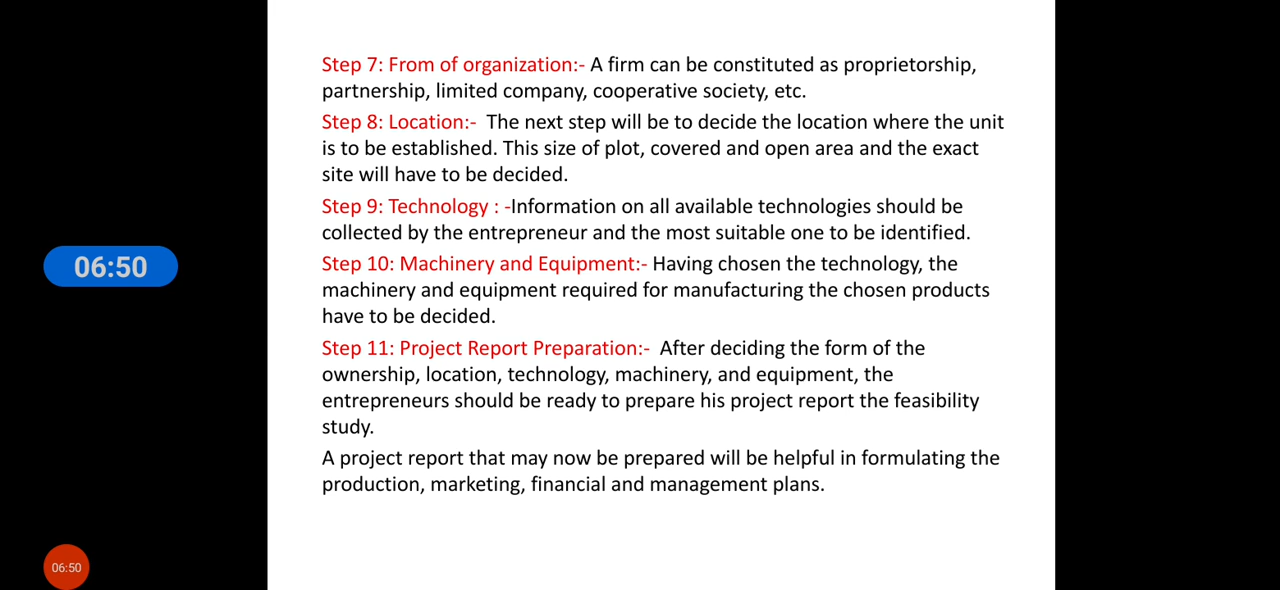 Step 7: From of organization:- A firm can be constituted as proprietorship,
partnership, limited company, cooperative society, etc.
Step 8: Location:-  The next step will be to decide the location where the unit
is to be established. This size of plot, covered and open area and the exact
site will have to be decided.
Step 9: Technology : -Information on all available technologies should be
collected by the entrepreneur and the most suitable one to be identified.
06:50
Step 10: Machinery and Equipment:- Having chosen the technology, the
machinery and equipment required for manufacturing the chosen products
have to be decided.
Step 11: Project Report Preparation:-  After deciding the form of the
ownership, location, technology, machinery, and equipment, the
entrepreneurs should be ready to prepare his project report the feasibility
study.
A project report that may now be prepared will be helpful in formulating the
production, marketing, financial and management plans.
06:50